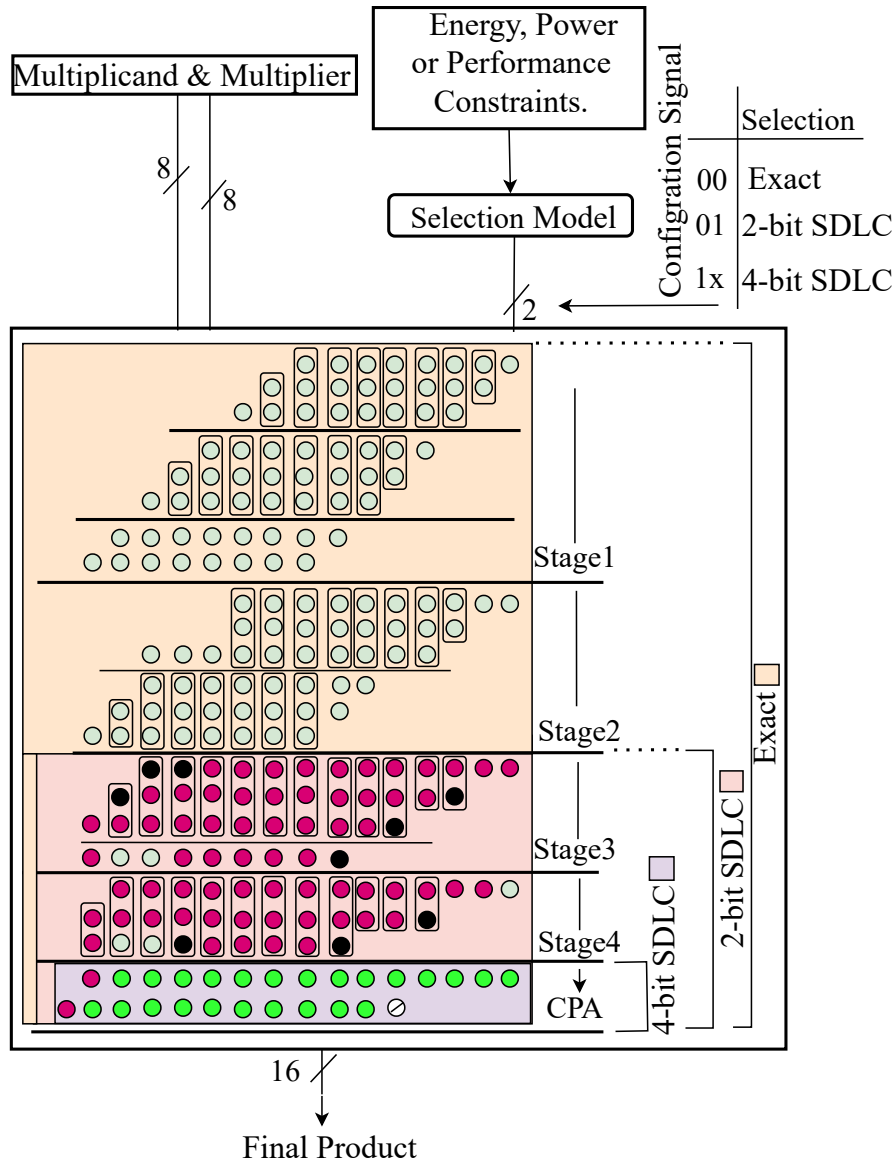 Energy, Power
or Performance
Constraints.
Multiplicand & Multiplier
Configration Signal
Selection
00 Exact
01 2-bit SDLC
1x 4-bit SDLC
8
8
Selection Model
2
Stage1
Stage2
Stage3
Stage4
CPA
4-bit SDLC
2-bit SDLC
Exact
16
Final Product